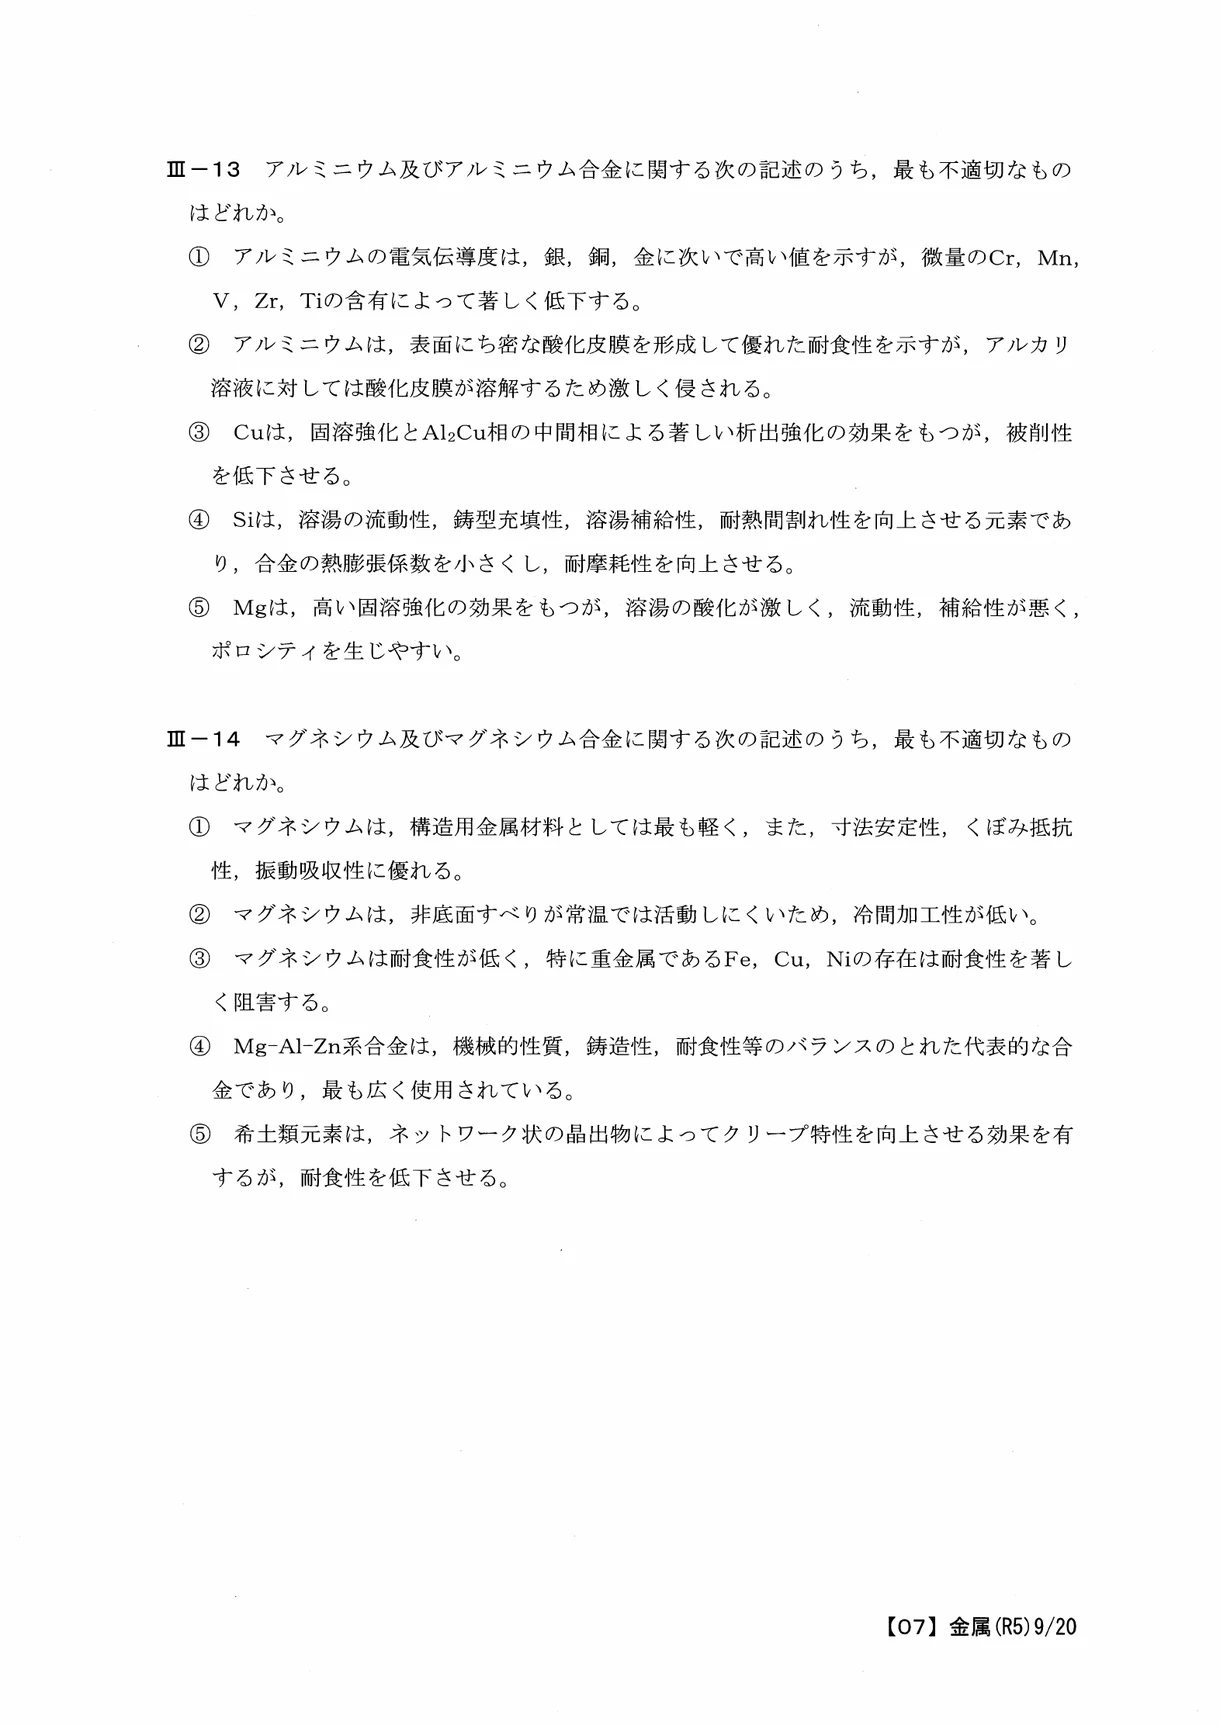 Ⅲ－13　アルミニウム及びアルミニウム合金に関する次の記述のうち，最も不適切なもの
はどれか。
①　アルミニウムの電気伝導度は，銀，銅，金に次いで高い値を示すが，微量のCr，Mn，
V，Zr，Tiの含有によって著しく低下する。
②　アルミニウムは，表面にち密な酸化皮膜を形成して優れた耐食性を示すが，アルカリ
溶液に対しては酸化皮膜が溶解するため激しく侵される。
③　Cuは，固溶強化とAl₂Cu相の中間相による著しい析出強化の効果をもつが，被削性
を低下させる。
④　Siは，溶湯の流動性，鋳型充填性，溶湯補給性，耐熱間割れ性を向上させる元素であ
り，合金の熱膨張係数を小さくし，耐摩耗性を向上させる。
⑤　Mgは，高い固溶強化の効果をもつが，溶湯の酸化が激しく，流動性，補給性が悪く，
ポロシティを生じやすい。
Ⅲ－14　マグネシウム及びマグネシウム合金に関する次の記述のうち，最も不適切なもの
はどれか。
①　マグネシウムは，構造用金属材料としては最も軽く，また，寸法安定性，くぼみ抵抗
性，振動吸収性に優れる。
②　マグネシウムは，非底面すべりが常温では活動しにくいため，冷間加工性が低い。
③　マグネシウムは耐食性が低く，特に重金属であるFe，Cu，Niの存在は耐食性を著し
く阻害する。
④　Mg-Al-Zn系合金は，機械的性質，鋳造性，耐食性等のバランスのとれた代表的な合
金であり，最も広く使用されている。
⑤　希土類元素は，ネットワーク状の晶出物によってクリープ特性を向上させる効果を有
するが，耐食性を低下させる。
【07】金属(R5)9/20